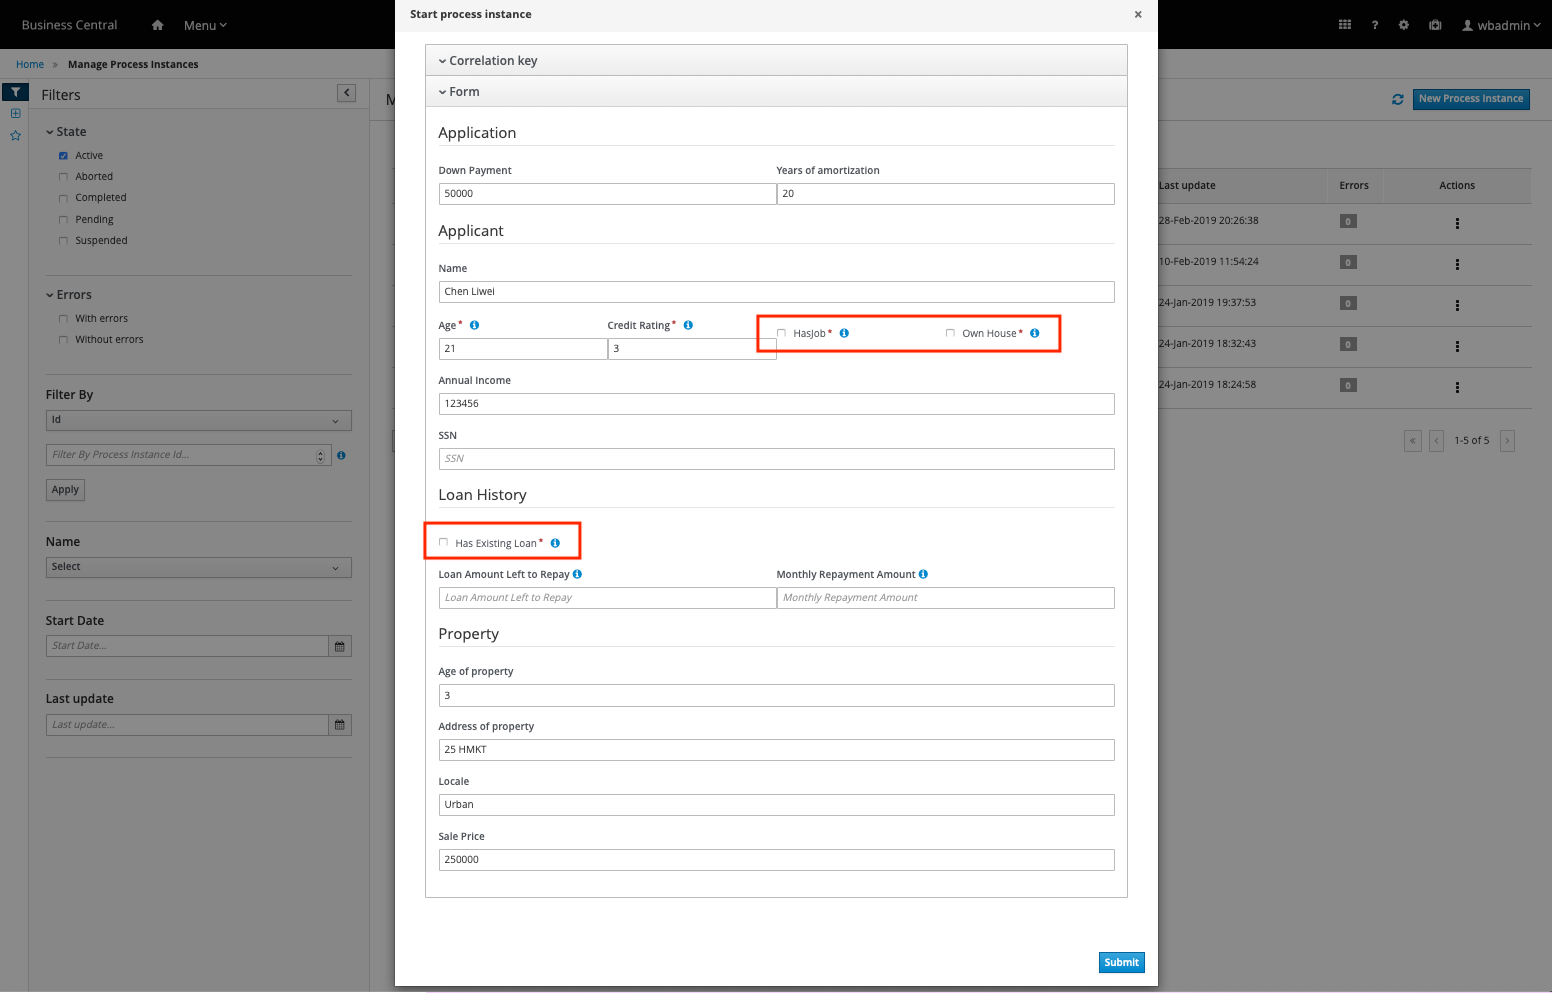 Business Central
Menu
wbadmin
Home » Manage Process Instances
Filters
State
Active
Aborted
Completed
Pending
Suspended
Errors
With errors
Without errors
Filter By
Id
Filter By Process Instance Id...
Apply
Name
Select
Start Date
Start Date...
Last update
Last update...
Start process instance
×
Correlation key
Form
Application
Down Payment Years of amortization
50000 20
Applicant
Name
Chen Liwei
Age * Credit Rating * HasJob * Own House *
21 3
Annual Income
123456
SSN
SSN
Loan History
Has Existing Loan *
Loan Amount Left to Repay Monthly Repayment Amount
Loan Amount Left to Repay Monthly Repayment Amount
Property
Age of property
3
Address of property
25 HMKT
Locale
Urban
Sale Price
250000
Submit
M
New Process Instance
Last update Errors Actions
28-Feb-2019 20:26:38 0
10-Feb-2019 11:54:24 0
24-Jan-2019 19:37:53 0
24-Jan-2019 18:32:43 0
24-Jan-2019 18:24:58 0
« ‹ 1-5 of 5 ›